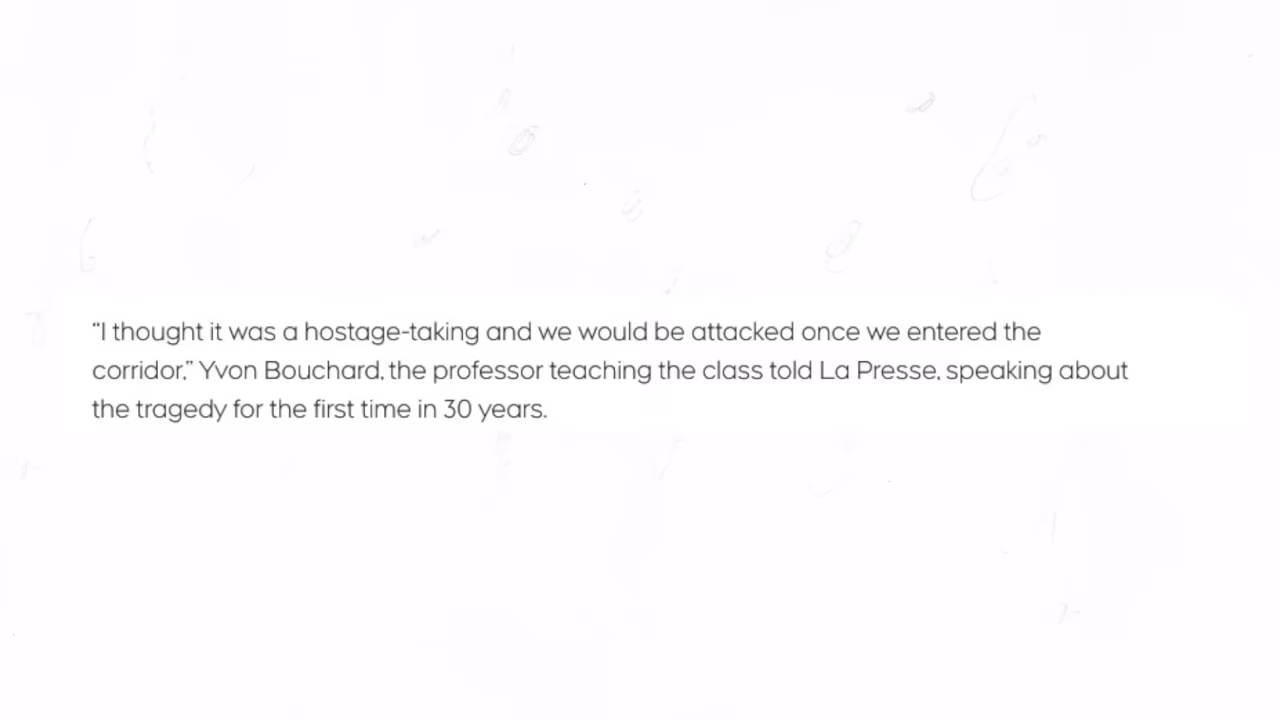 “I thought it was a hostage-taking and we would be attacked once we entered the
corridor,” Yvon Bouchard, the professor teaching the class told La Presse, speaking about
the tragedy for the first time in 30 years.